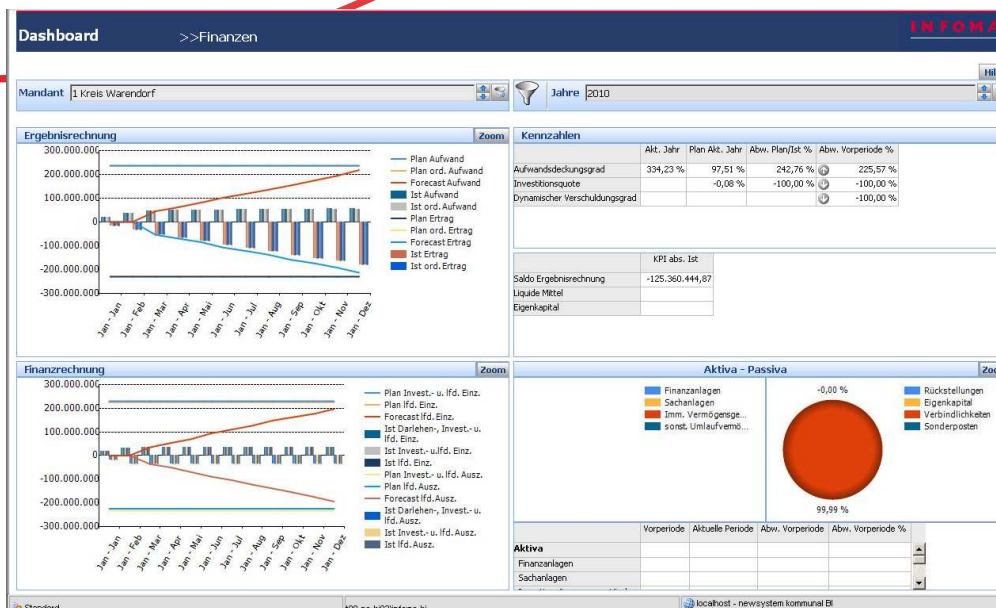 Dashboard >>Finanzen
INFOMA
Hil
Mandant 1 Kreis Warendorf
Jahre 2010
Ergebnisrechnung Zoom
300.000.000
200.000.000
100.000.000
0
-100.000.000
-200.000.000
-300.000.000
Jan - Jan
Jan - Feb
Jan - Mar
Jan - Apr
Jan - Mai
Jan - Jun
Jan - Jul
Jan - Aug
Jan - Sep
Jan - Okt
Jan - Nov
Jan - Dez
Plan Aufwand
Plan ord. Aufwand
Forecast Aufwand
Ist Aufwand
Ist ord. Aufwand
Plan Ertrag
Plan ord. Ertrag
Forecast Ertrag
Ist Ertrag
Ist ord. Ertrag
Kennzahlen
Akt. Jahr Plan Akt. Jahr Abw. Plan/Ist % Abw. Vorperiode %
Aufwandsdeckungsgrad 334,23 % 97,51 % 242,76 % 225,57 %
Investitionsquote -0,08 % -100,00 % -100,00 %
Dynamischer Verschuldungsgrad -100,00 %
KPI abs. Ist
Saldo Ergebnisrechnung -125.360.444,87
Liquide Mittel
Eigenkapital
Finanzrechnung Zoom
300.000.000
200.000.000
100.000.000
0
-100.000.000
-200.000.000
-300.000.000
Jan - Jan
Jan - Feb
Jan - Mar
Jan - Apr
Jan - Mai
Jan - Jun
Jan - Jul
Jan - Aug
Jan - Sep
Jan - Okt
Jan - Nov
Jan - Dez
Plan Invest.- u. lfd. Einz.
Plan lfd. Einz.
Forecast lfd. Einz.
Ist Darlehen-, Invest.- u.
lfd. Einz.
Ist Invest.- u.lfd. Einz.
Ist lfd. Einz.
Plan Invest.- u. lfd. Ausz.
Plan lfd. Ausz.
Forecast lfd. Ausz.
Ist Darlehen-, Invest.- u.
lfd. Ausz.
Ist Invest.- u. lfd. Ausz.
Ist lfd. Ausz.
Aktiva - Passiva Zoo
Finanzanlagen
Sachanlagen
Imm. Vermögensge...
sonst. Umlaufvermö...
-0,00 %
99,99 %
Rückstellungen
Eigenkapital
Verbindlichkeiten
Sonderposten
Vorperiode Aktuelle Periode Abw. Vorperiode Abw. Vorperiode %
Aktiva
Finanzanlagen
Sachanlagen
Standard
localhost - newsystem kommunal BI